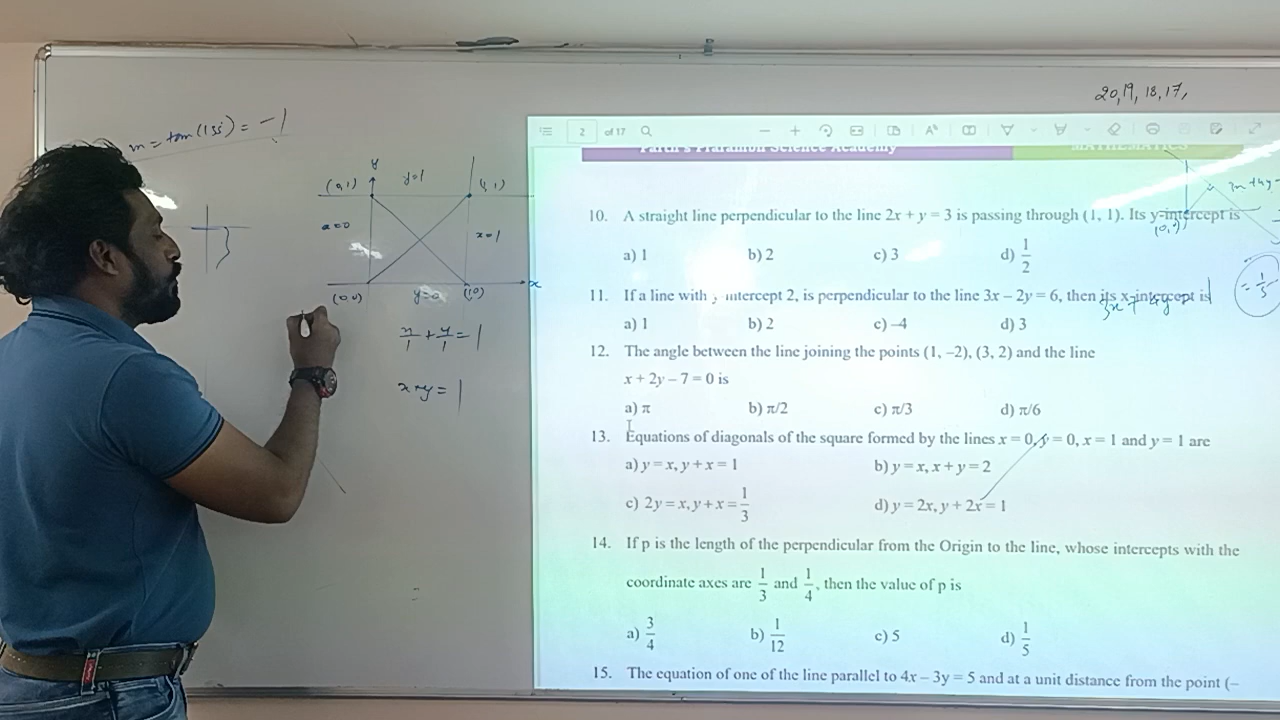 m = tan(135) = -1
20, 19, 18, 17,
y
(0,1)
y=1
(1,1)
x=0
x=1
x
(0,0)
y=0
(1,0)
x/1 + y/1 = 1
x+y = 1
2
of 17
Parth's Pratamoh Science Academy
MATHEMATICS
10. A straight line perpendicular to the line 2x + y = 3 is passing through (1, 1). Its y-intercept is
a) 1 b) 2 c) 3 d) 1/2
11. If a line with y intercept 2, is perpendicular to the line 3x – 2y = 6, then its x-intercept is
a) 1 b) 2 c) –4 d) 3
12. The angle between the line joining the points (1, –2), (3, 2) and the line
x + 2y – 7 = 0 is
a) π b) π/2 c) π/3 d) π/6
13. Equations of diagonals of the square formed by the lines x = 0, y = 0, x = 1 and y = 1 are
a) y = x, y + x = 1 b) y = x, x + y = 2
c) 2y = x, y + x = 1/3 d) y = 2x, y + 2x = 1
14. If p is the length of the perpendicular from the Origin to the line, whose intercepts with the
coordinate axes are 1/3 and 1/4, then the value of p is
a) 3/4 b) 1/12 c) 5 d) 1/5
15. The equation of one of the line parallel to 4x – 3y = 5 and at a unit distance from the point (–
= 1/5